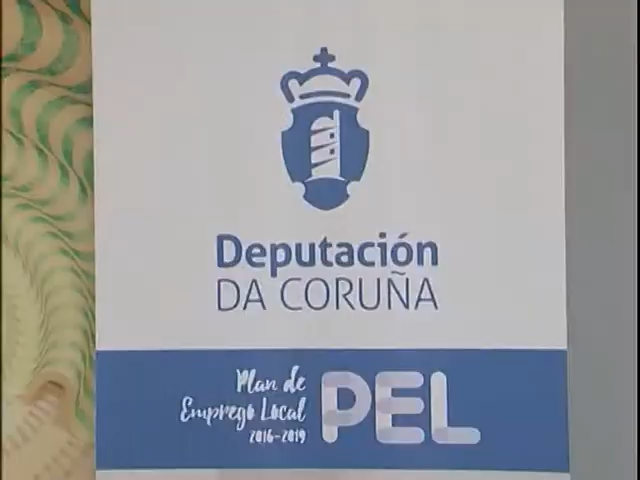 Deputación
DA CORUÑA
Plan de
Emprego Local
2016-2019
PEL